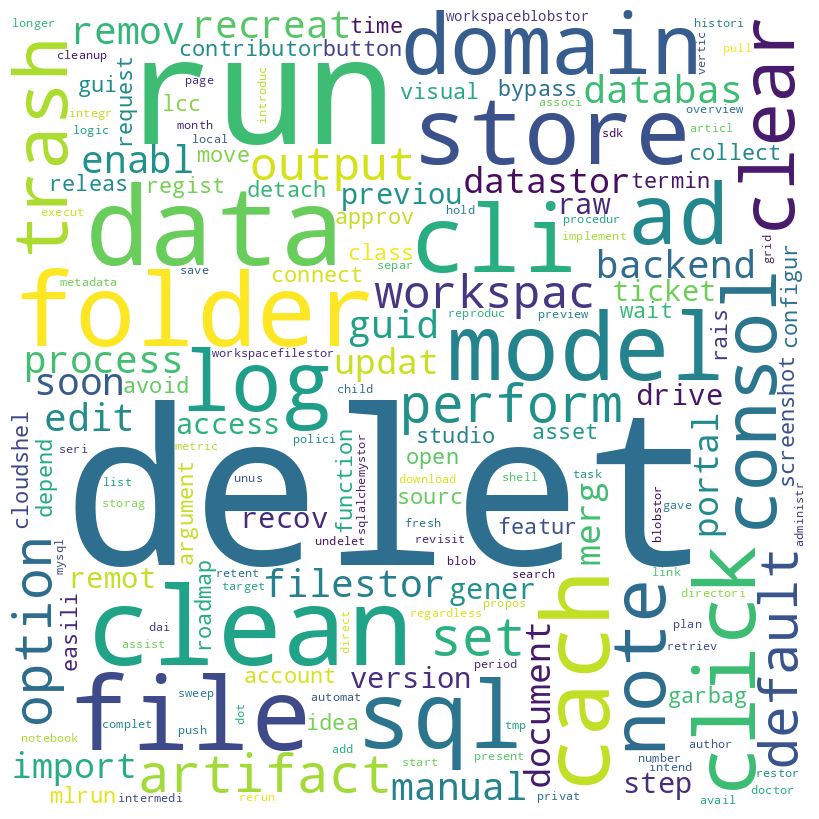 longer
workspaceblobstor
histori
remov
recreat
time
domain
vertic
pull
cleanup
contributor
button
run
trash
gui
page
request
lcc
introduc
visual
bypass
databas
associ
overview
clear
integr
month
store
sdk
articl
logic
local
enabl
move
output
collect
releas
regist
detach
previou
datastor
termin
execut
data
approv
cli
raw
ad
hold
procedur
class
separ
implement
grid
metadata
save
folder
connect
workspac
backend
reproduc
preview
ticket
configur
consol
guid
model
wait
rais
process
log
workspacefilestor
updat
soon
avoid
child
perform
drive
screenshot
edit
access
studio
asset
portal
cloudshel
depend
seri
metric
polici
function
sqlalchemystor
open
list
unus
download
shell
task
delet
argument
storag
sourc
merg
blobstor
gave
administr
recov
fresh
featur
undelet
revisit
mysql
option
remot
roadmap
retent
target
blob
search
link
filestor
gener
directori
click
default
easili
dai
clean
assist
direct
regardless
propos
set
cach
note
plan
retriev
account
version
period
document
garbag
file
sweep
automat
sql
complet
push
dot
idea
tmp
number
author
notebook
add
start
present
intend
restor
import
artifact
manual
step
doctor
mlrun
intermedi
rerun
privat
avail